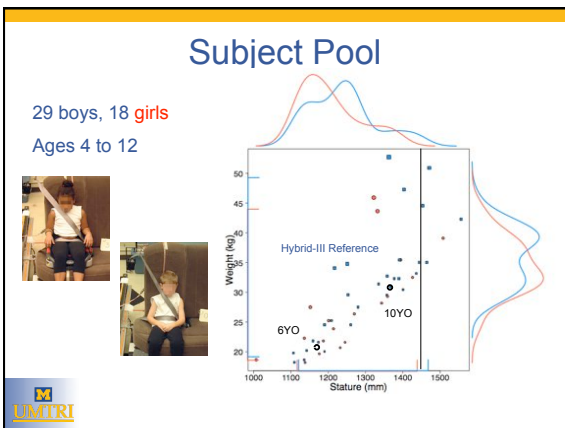 Subject Pool
29 boys, 18 girls
Ages 4 to 12
50
45
40
35
30
25
20
Weight (kg)
Hybrid-III Reference
6YO
10YO
1000
1100
1200
1300
1400
1500
Stature (mm)
M
UMTRI